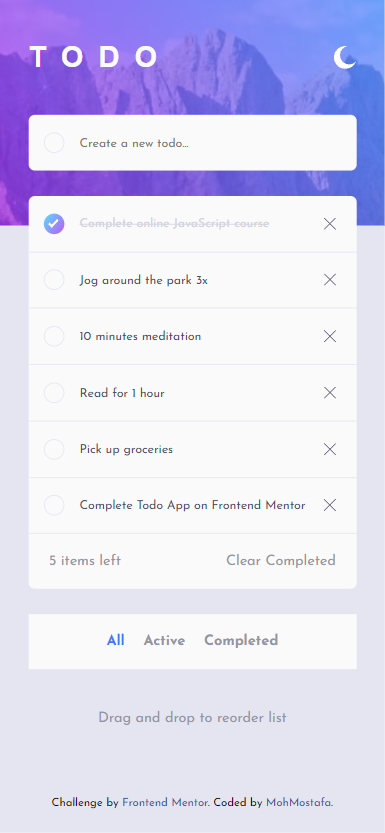 TODO
Create a new todo...
Complete online JavaScript course
Jog around the park 3x
10 minutes meditation
Read for 1 hour
Pick up groceries
Complete Todo App on Frontend Mentor
5 items left Clear Completed
All Active Completed
Drag and drop to reorder list
Challenge by Frontend Mentor. Coded by MohMostafa.